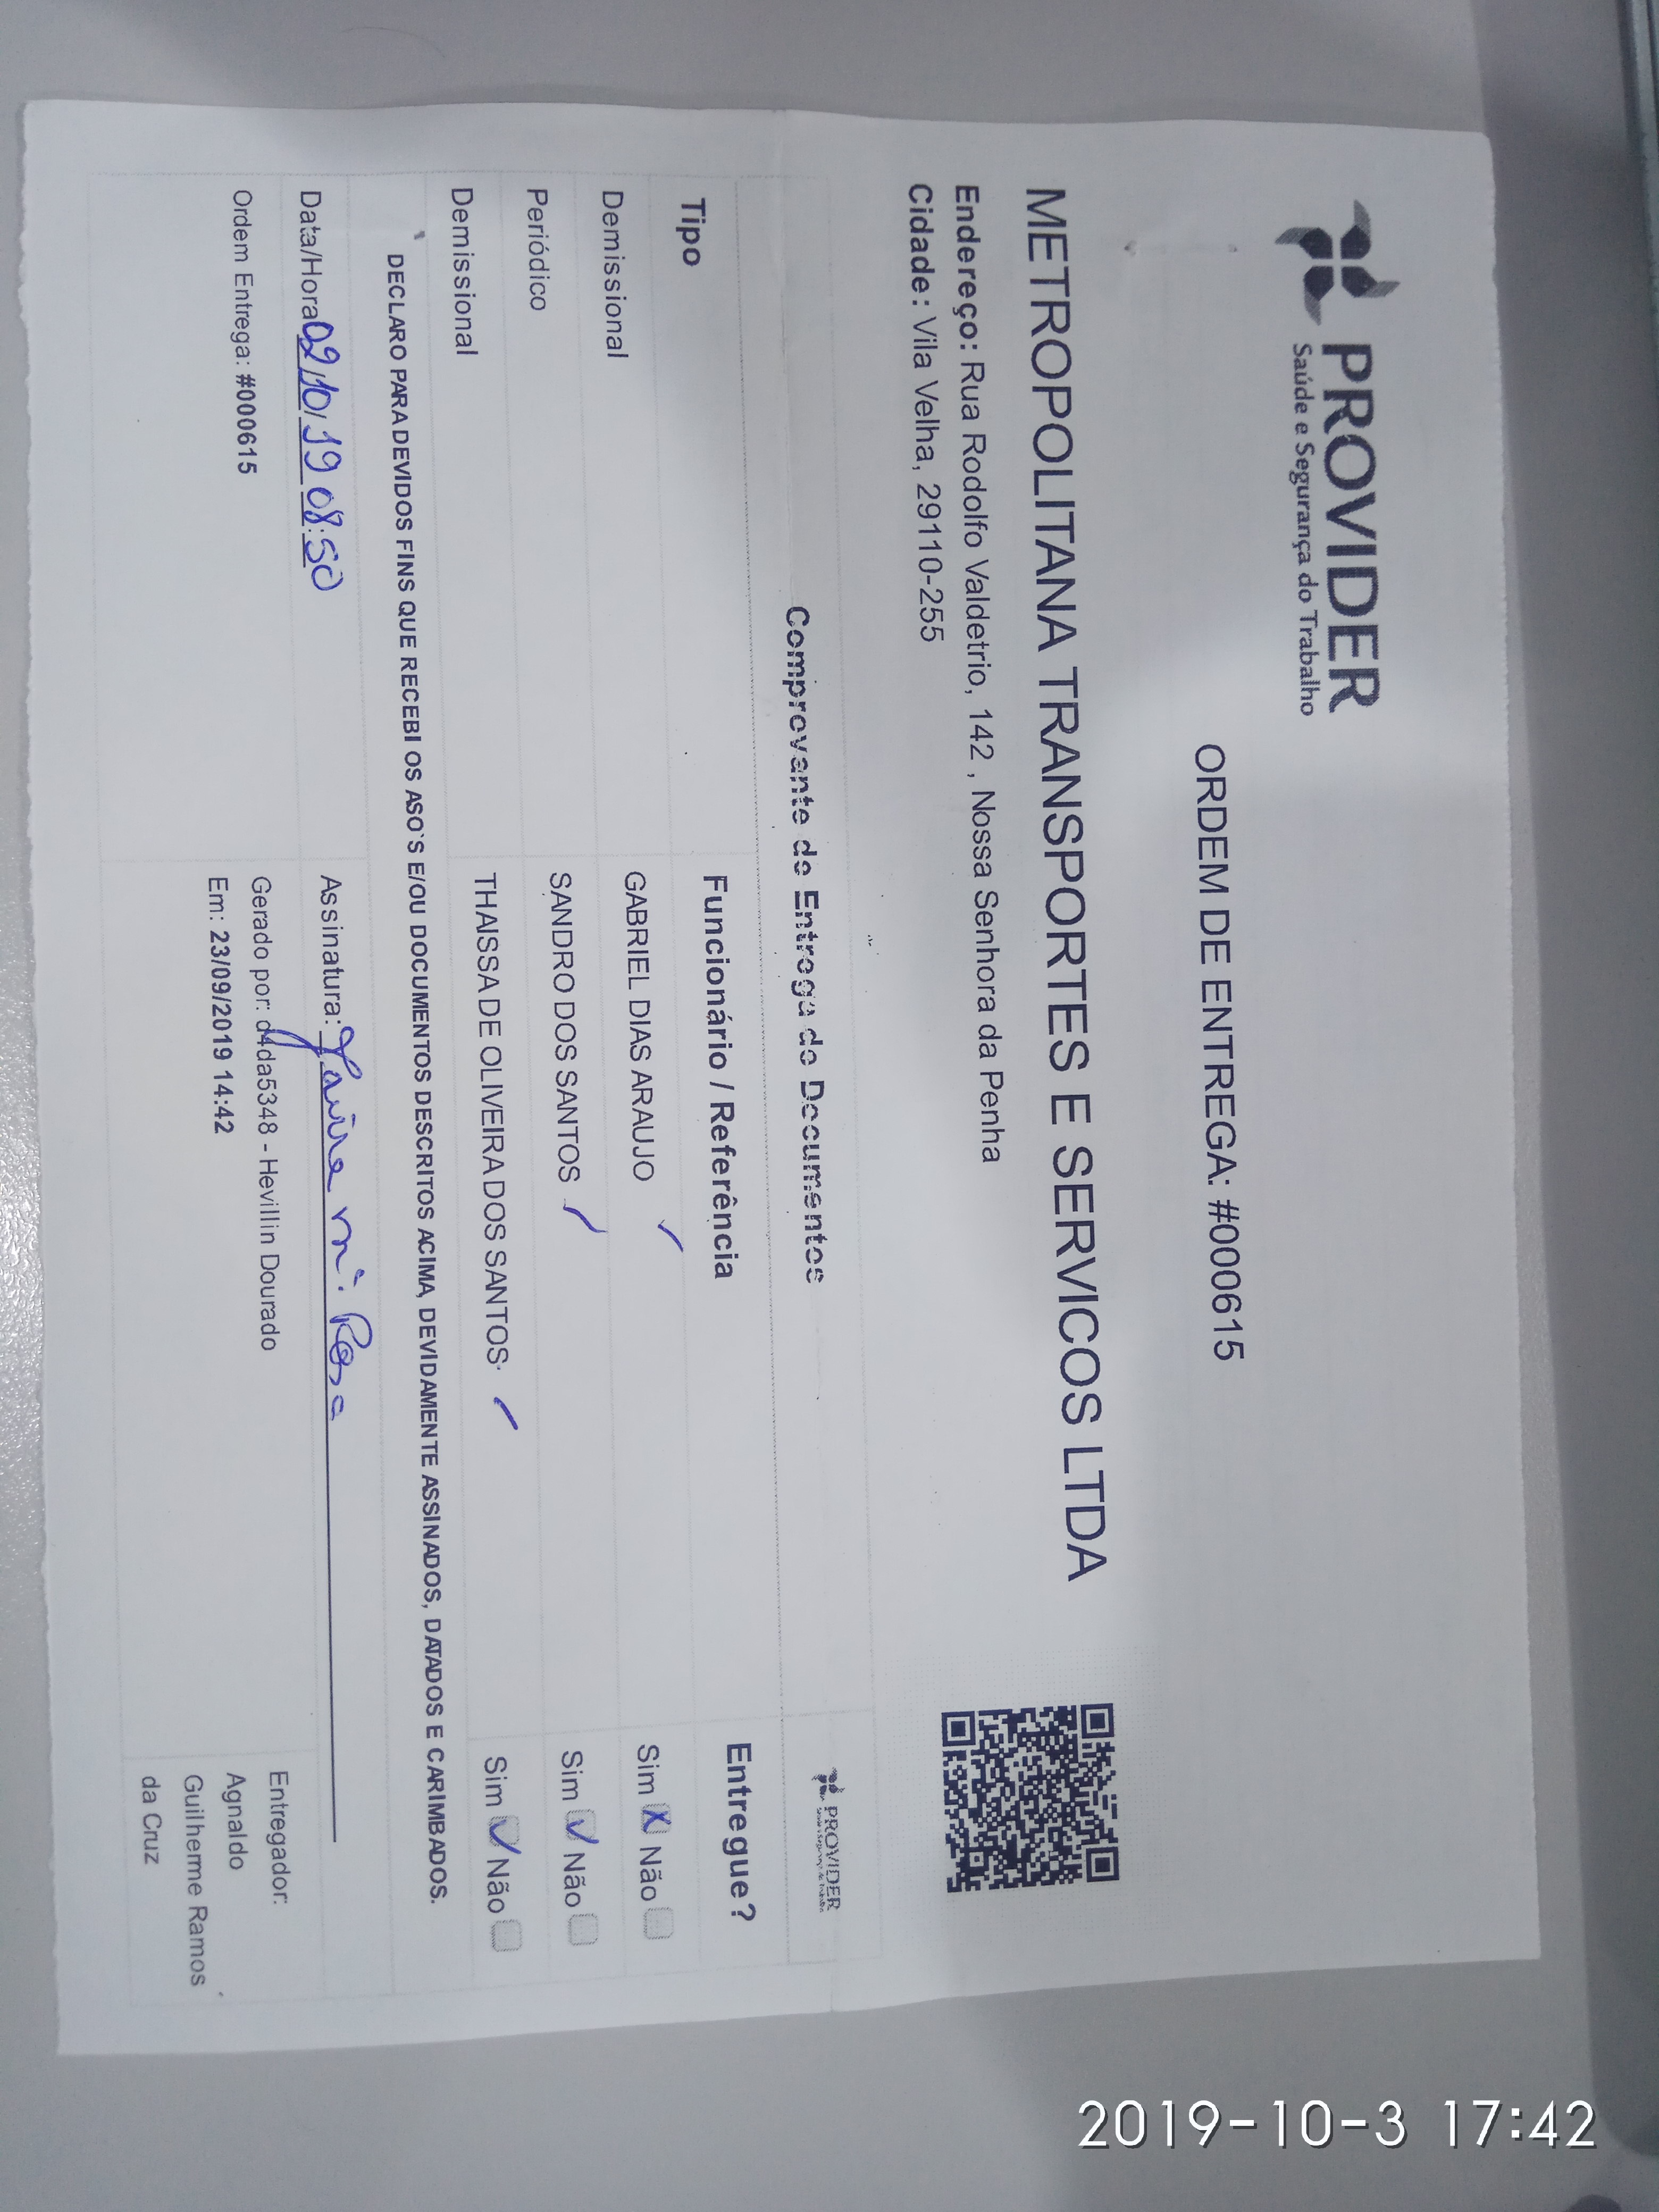 PROVIDER
Saúde e Segurança do Trabalho
ORDEM DE ENTREGA: #000615
METROPOLITANA TRANSPORTES E SERVICOS LTDA
Endereço: Rua Rodolfo Valdetrio, 142 , Nossa Senhora da Penha
Cidade: Vila Velha, 29110-255
Comprovante de Entrega de Documentos
PROVIDER
Saúde e Segurança do Trabalho
Tipo Funcionário / Referência Entregue?
Demissional GABRIEL DIAS ARAUJO Sim X Não
Periódico SANDRO DOS SANTOS Sim Não
Demissional THAISSA DE OLIVEIRA DOS SANTOS Sim Não
DECLARO PARA DEVIDOS FINS QUE RECEBI OS ASO`S E/OU DOCUMENTOS DESCRITOS ACIMA, DEVIDAMENTE ASSINADOS, DATADOS E CARIMBADOS.
Data/Hora 02/10/19 08:50 Assinatura: Rosa
Ordem Entrega: #000615
Gerado por: d4da5348 - Hevillin Dourado
Em: 23/09/2019 14:42
Entregador:
Agnaldo
Guilherme Ramos
da Cruz
2019-10-3 17:42